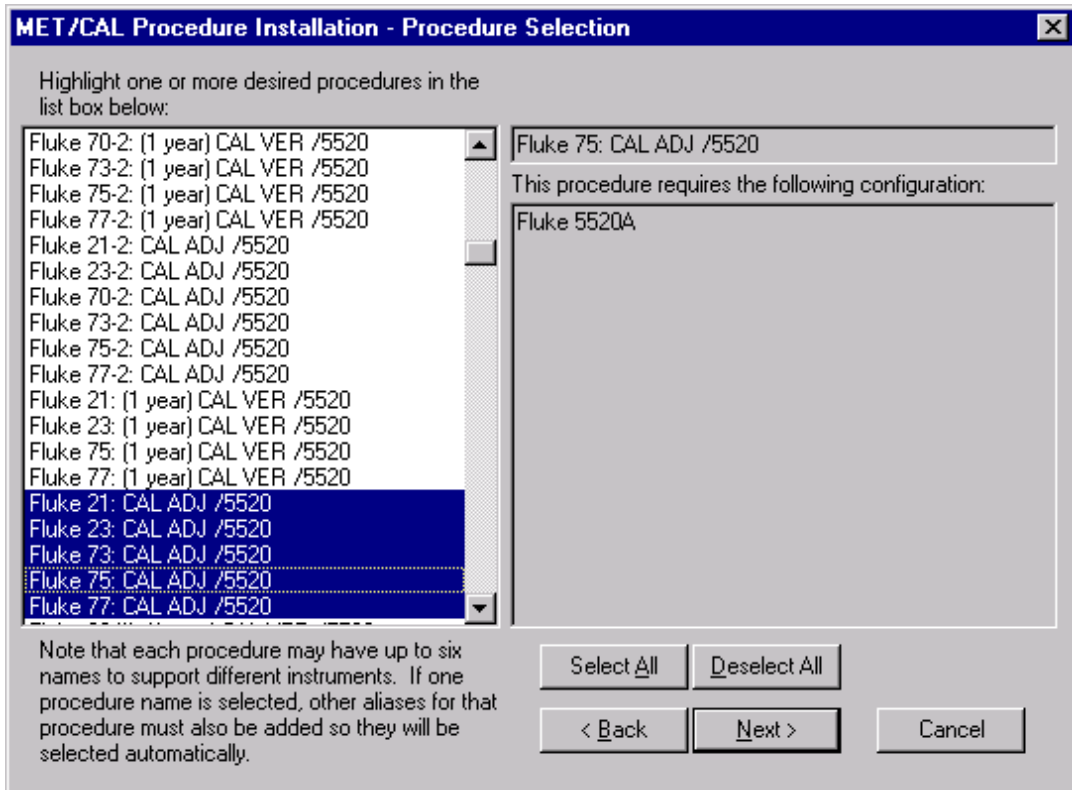 MET/CAL Procedure Installation - Procedure Selection
Highlight one or more desired procedures in the
list box below:
Fluke 70-2: (1 year) CAL VER /5520
Fluke 73-2: (1 year) CAL VER /5520
Fluke 75-2: (1 year) CAL VER /5520
Fluke 77-2: (1 year) CAL VER /5520
Fluke 21-2: CAL ADJ /5520
Fluke 23-2: CAL ADJ /5520
Fluke 70-2: CAL ADJ /5520
Fluke 73-2: CAL ADJ /5520
Fluke 75-2: CAL ADJ /5520
Fluke 77-2: CAL ADJ /5520
Fluke 21: (1 year) CAL VER /5520
Fluke 23: (1 year) CAL VER /5520
Fluke 75: (1 year) CAL VER /5520
Fluke 77: (1 year) CAL VER /5520
Fluke 21: CAL ADJ /5520
Fluke 23: CAL ADJ /5520
Fluke 73: CAL ADJ /5520
Fluke 75: CAL ADJ /5520
Fluke 77: CAL ADJ /5520
Fluke 75: CAL ADJ /5520
This procedure requires the following configuration:
Fluke 5520A
Note that each procedure may have up to six
names to support different instruments. If one
procedure name is selected, other aliases for that
procedure must also be added so they will be
selected automatically.
Select All
Deselect All
< Back
Next >
Cancel